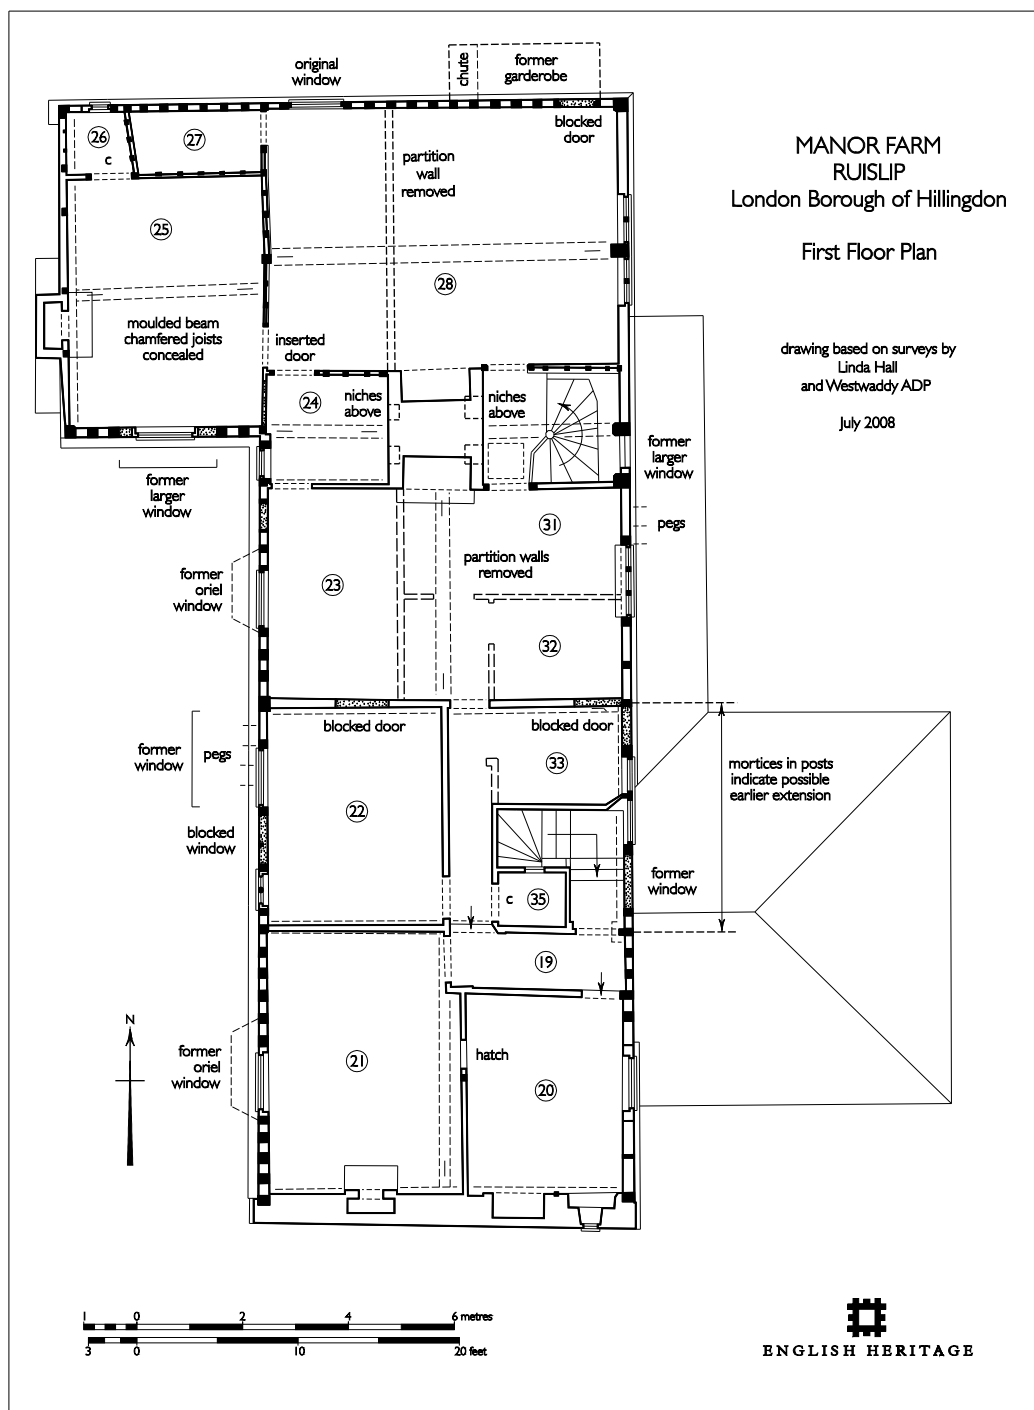 MANOR FARM
RUISLIP
London Borough of Hillingdon
First Floor Plan
drawing based on surveys by
Linda Hall
and Westwaddy ADP
July 2008
original
window
chute
former
garderobe
blocked
door
26
c
27
partition
wall
removed
25
28
moulded beam
chamfered joists
concealed
inserted
door
24
niches
above
niches
above
former
larger
window
former
larger
window
pegs
31
partition walls
removed
23
former
oriel
window
32
blocked door
blocked door
former
window
pegs
33
mortices in posts
indicate possible
earlier extension
22
blocked
window
former
window
c
35
19
N
former
oriel
window
21
hatch
20
1
0
2
4
6 metres
3
0
10
20 feet
ENGLISH HERITAGE